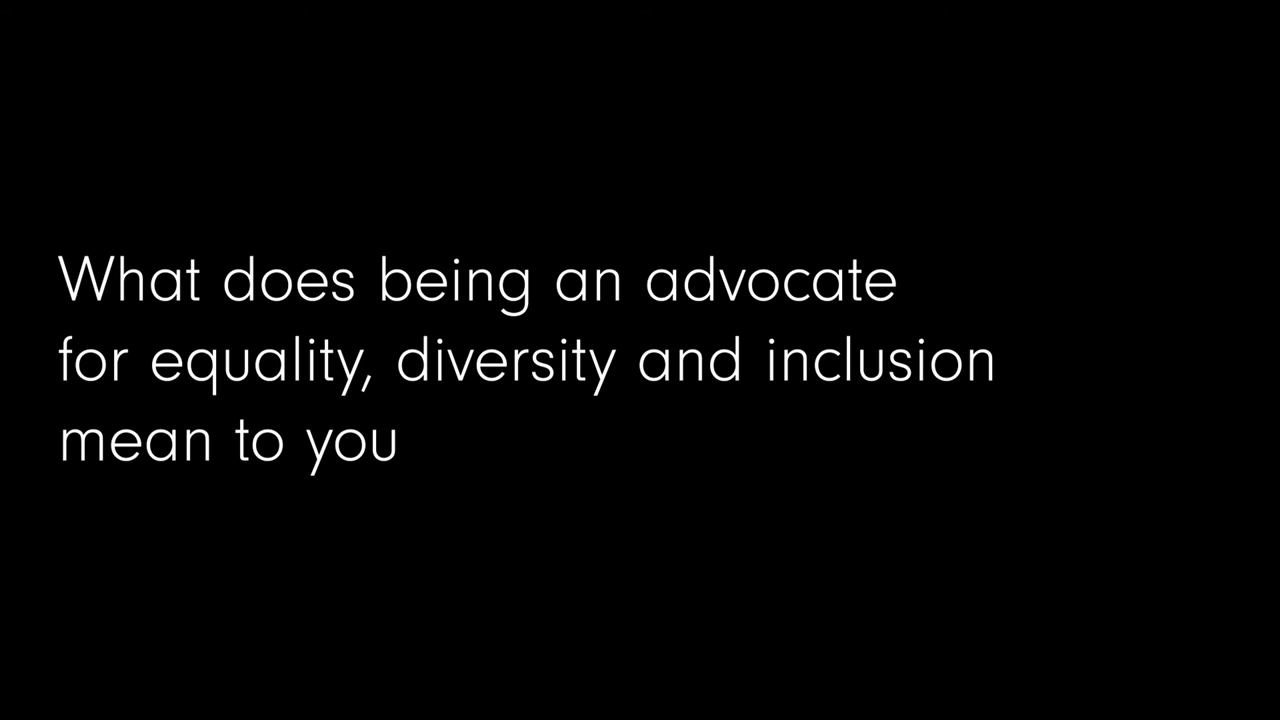 What does being an advocate
for equality, diversity and inclusion
mean to you